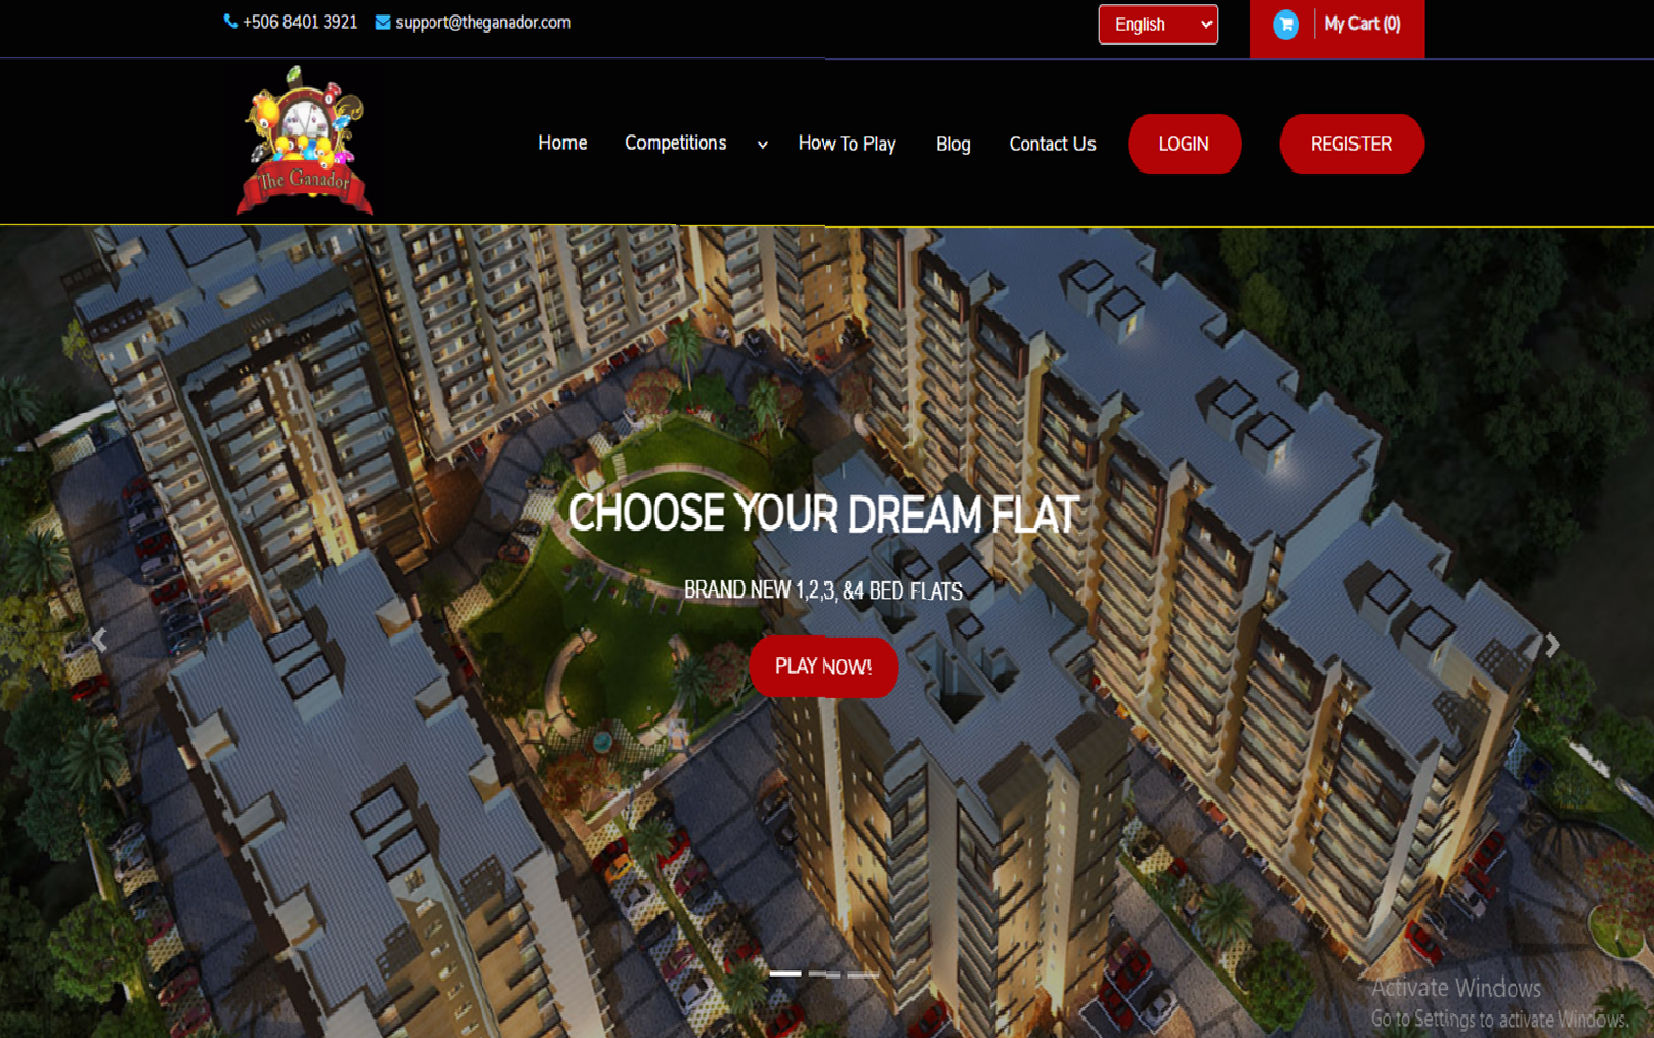 +506 8401 3921 support@theganador.com English My Cart (0)
The Ganador
Home Competitions How To Play Blog Contact Us LOGIN REGISTER
CHOOSE YOUR DREAM FLAT
BRAND NEW 1,2,3, &4 BED FLATS
PLAY NOW!
Activate Windows
Go to Settings to activate Windows.